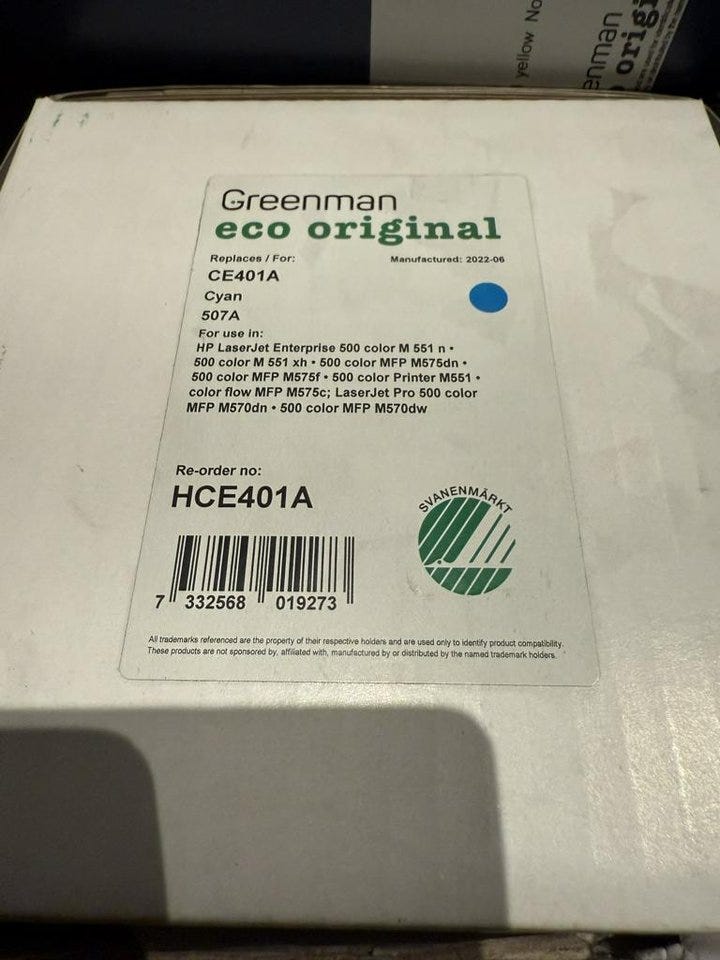 yellow No
enman
origi
Greenman
eco original
Replaces / For:
Manufactured: 2022-06
CE401A
Cyan
507A
For use in:
HP LaserJet Enterprise 500 color M 551 n •
500 color M 551 xh • 500 color MFP M575dn •
500 color MFP M575f • 500 color Printer M551 •
color flow MFP M575c; LaserJet Pro 500 color
MFP M570dn • 500 color MFP M570dw
Re-order no:
HCE401A
SVANENMÄRKT
7 332568 019273
All trademarks referenced are the property of their respective holders and are used only to identify product compatibility.
These products are not sponsored by, affiliated with, manufactured by or distributed by the named trademark holders.